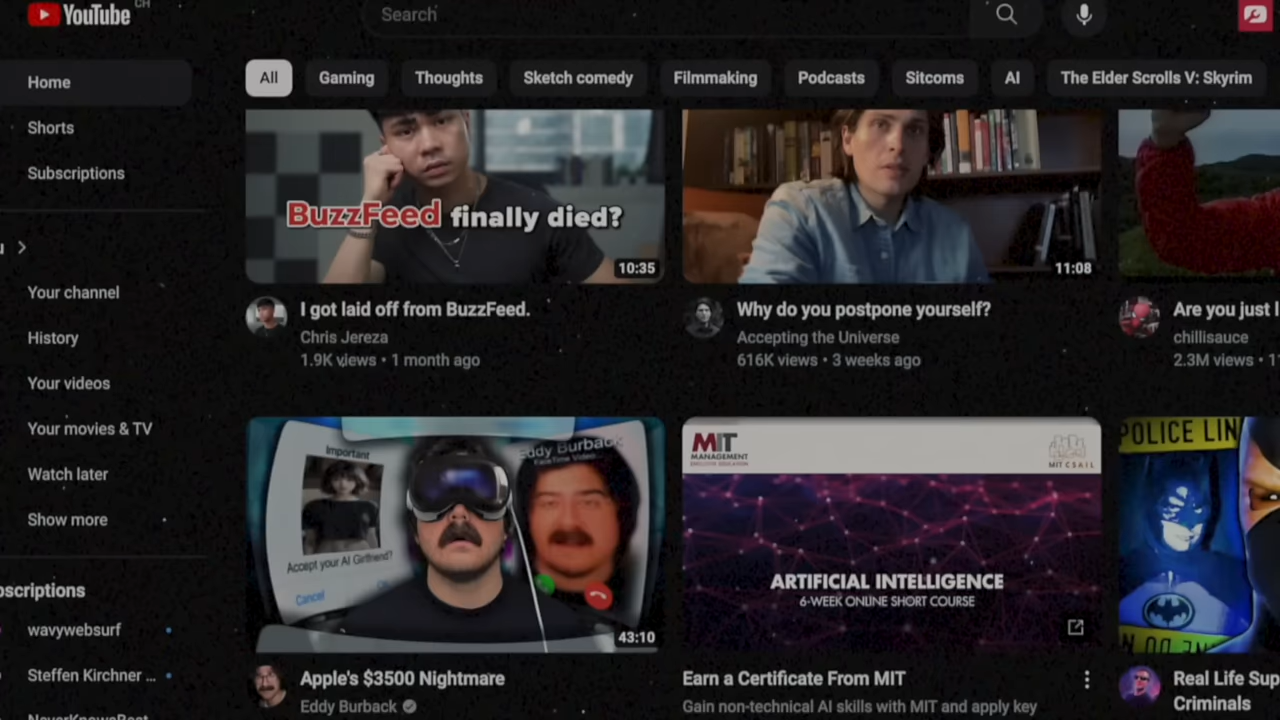 YouTube CH
Search
Home
Shorts
Subscriptions
Your channel
History
Your videos
Your movies & TV
Watch later
Show more
wavywebsurf
Steffen Kirchner ...
All
Gaming
Thoughts
Sketch comedy
Filmmaking
Podcasts
Sitcoms
AI
The Elder Scrolls V: Skyrim
BuzzFeed finally died?
10:35
I got laid off from BuzzFeed.
Chris Jereza
1.9K views • 1 month ago
11:08
Why do you postpone yourself?
Accepting the Universe
616K views • 3 weeks ago
Are you just I
chillisauce
2.3M views •
Important
Eddy Burback
FaceTime Video...
Accept your AI Girlfriend?
Cancel
43:10
Apple's $3500 Nightmare
Eddy Burback
MIT
MANAGEMENT
EXECUTIVE EDUCATION
MIT CSAIL
ARTIFICIAL INTELLIGENCE
6-WEEK ONLINE SHORT COURSE
Earn a Certificate From MIT
Gain non-technical AI skills with MIT and apply key
POLICE LIN
Real Life Sup
Criminals